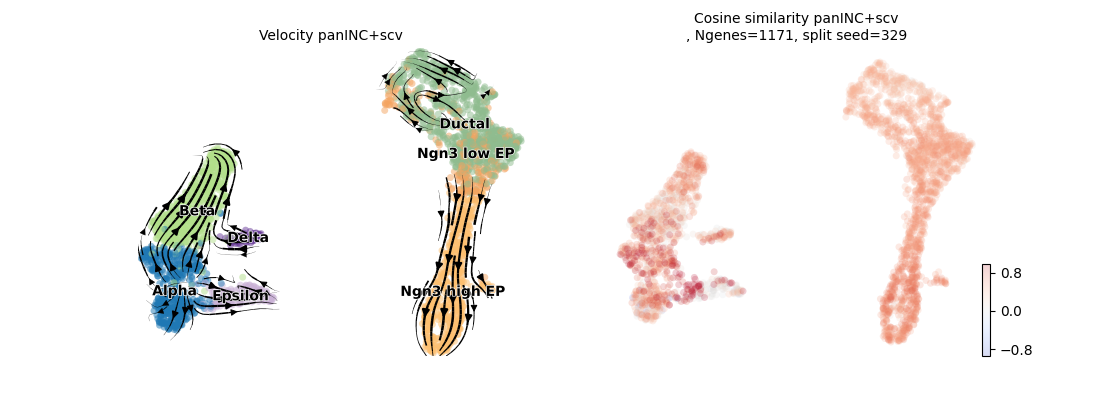 Velocity panINC+scv
Cosine similarity panINC+scv
, Ngenes=1171, split seed=329
Ductal
Ngn3 low EP
Beta
Delta
Alpha
Epsilon
Ngn3 high EP
0.8
0.0
−0.8